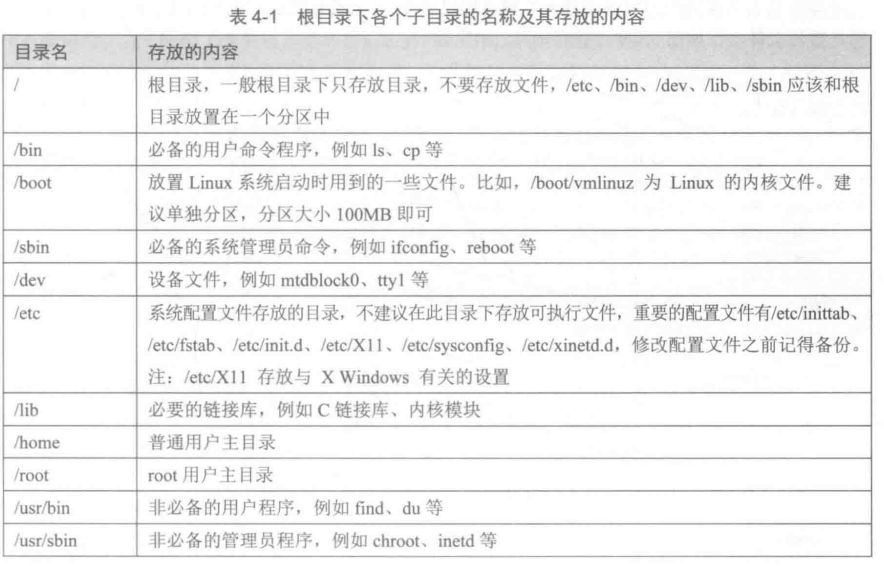 表 4-1 根目录下各个子目录的名称及其存放的内容
目录名 存放的内容
/ 根目录，一般根目录下只存放目录，不要存放文件，/etc、/bin、/dev、/lib、/sbin 应该和根
目录放置在一个分区中
/bin 必备的用户命令程序，例如 ls、cp 等
/boot 放置 Linux 系统启动时用到的一些文件。比如，/boot/vmlinuz 为 Linux 的内核文件。建
议单独分区，分区大小 100MB 即可
/sbin 必备的系统管理员命令，例如 ifconfig、reboot 等
/dev 设备文件，例如 mtdblock0、tty1 等
/etc 系统配置文件存放的目录，不建议在此目录下存放可执行文件，重要的配置文件有/etc/inittab、
/etc/fstab、/etc/init.d、/etc/X11、/etc/sysconfig、/etc/xinetd.d，修改配置文件之前记得备份。
注：/etc/X11 存放与 X Windows 有关的设置
/lib 必要的链接库，例如 C 链接库、内核模块
/home 普通用户主目录
/root root 用户主目录
/usr/bin 非必备的用户程序，例如 find、du 等
/usr/sbin 非必备的管理员程序，例如 chroot、inetd 等